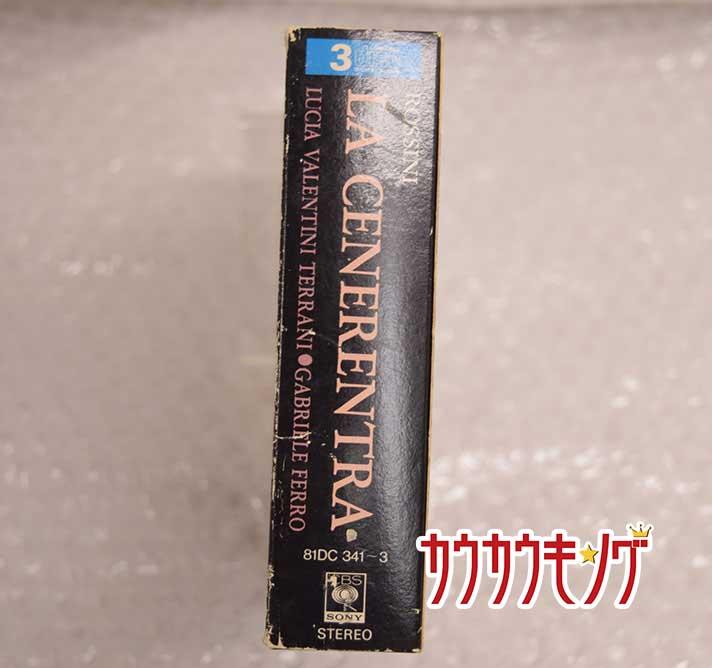 3
ROSSINI
LA CENERENTRA
LUCIA VALENTINI TERRANI • GABRIELE FERRO
81DC 341~3
CBS
SONY
STEREO
カウカウキング